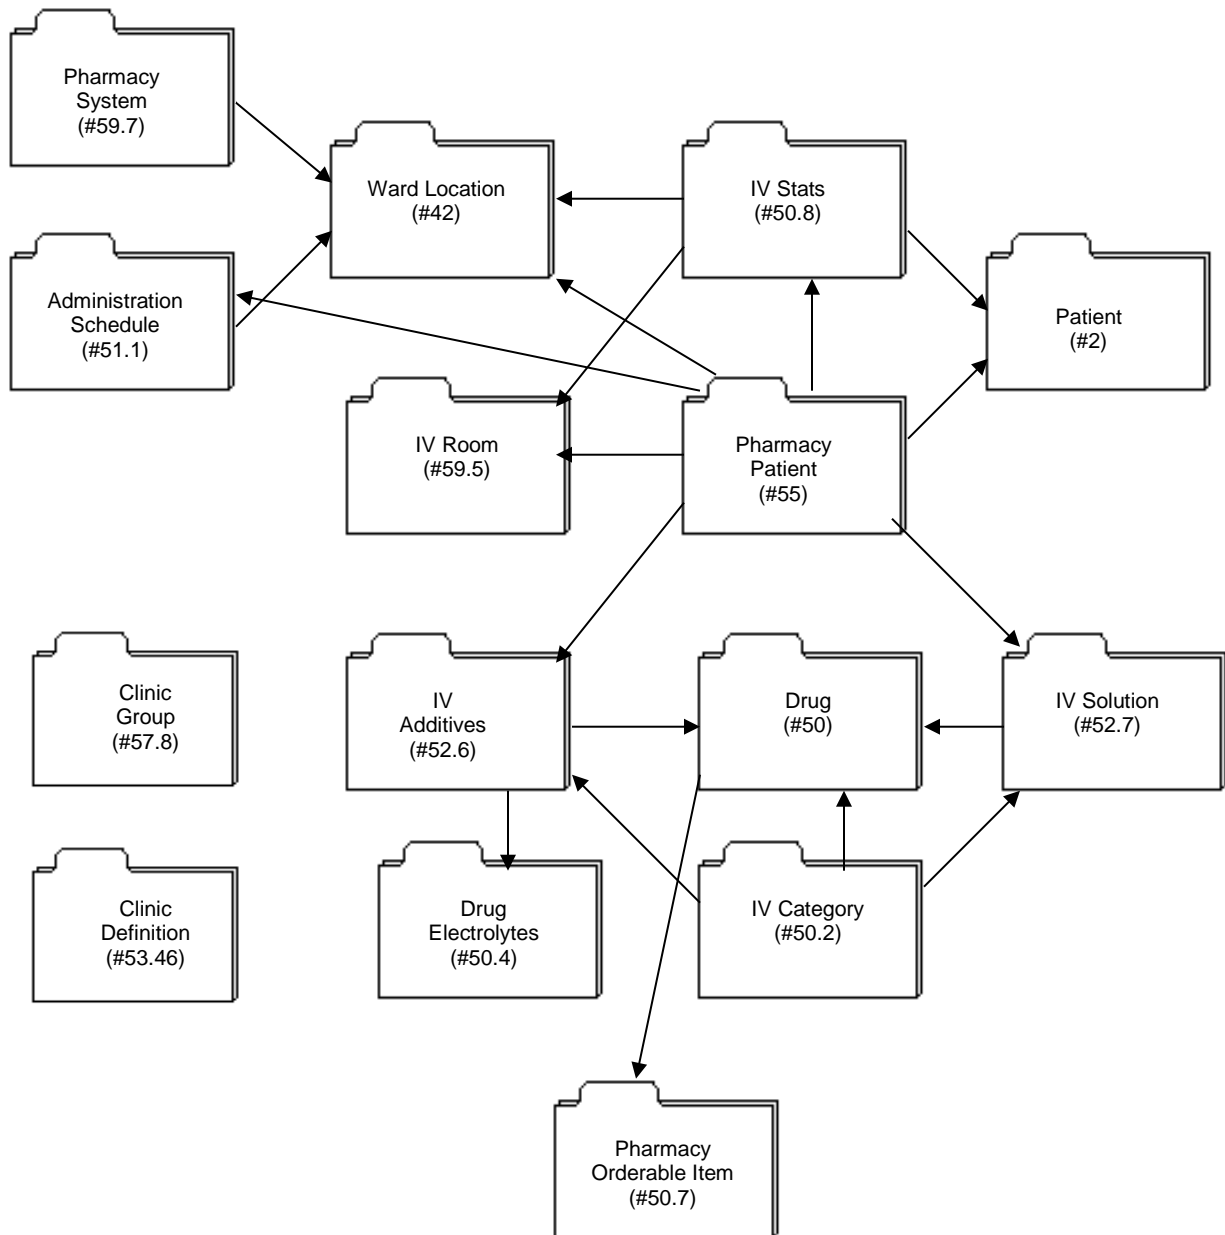 Pharmacy
System
(#59.7)
Ward Location
(#42)
IV Stats
(#50.8)
Administration
Schedule
(#51.1)
Patient
(#2)
IV Room
(#59.5)
Pharmacy
Patient
(#55)
Clinic
Group
(#57.8)
IV
Additives
(#52.6)
Drug
(#50)
IV Solution
(#52.7)
Clinic
Definition
(#53.46)
Drug
Electrolytes
(#50.4)
IV Category
(#50.2)
Pharmacy
Orderable Item
(#50.7)